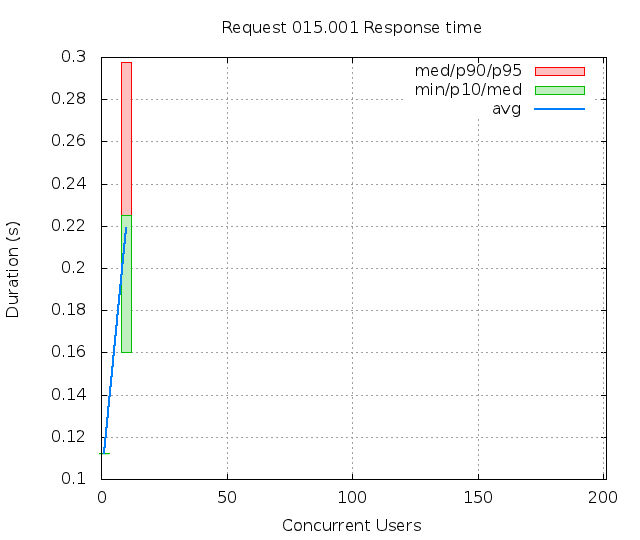 Request 015.001 Response time
med/p90/p95
min/p10/med
avg
0.3
0.28
0.26
0.24
0.22
0.2
0.18
0.16
0.14
0.12
0.1
Duration (s)
0 50 100 150 200
Concurrent Users